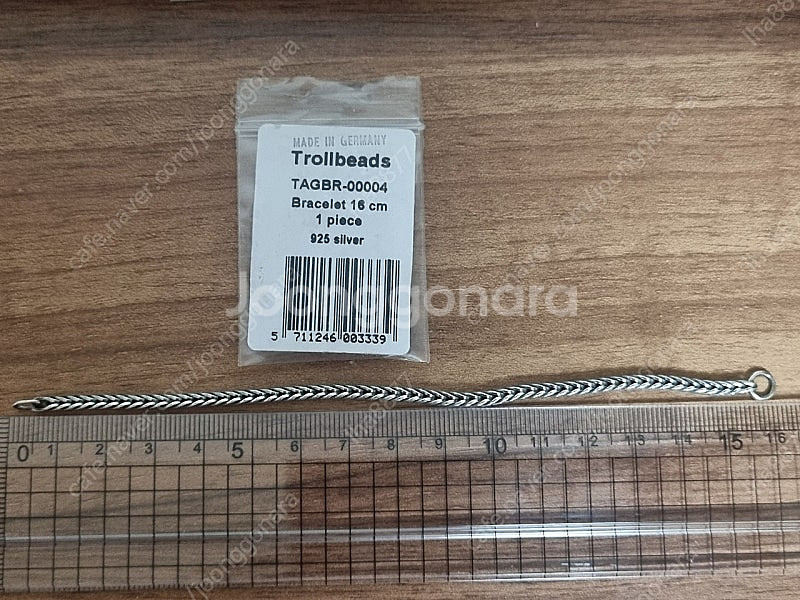 MADE IN GERMANY
Trollbeads
TAGBR-00004
Bracelet 16 cm
1 piece
925 silver
5 711246 003339
Joonggonara
0 1 2 3 4 5 6 7 8 9 10 11 12 13 14 15 16